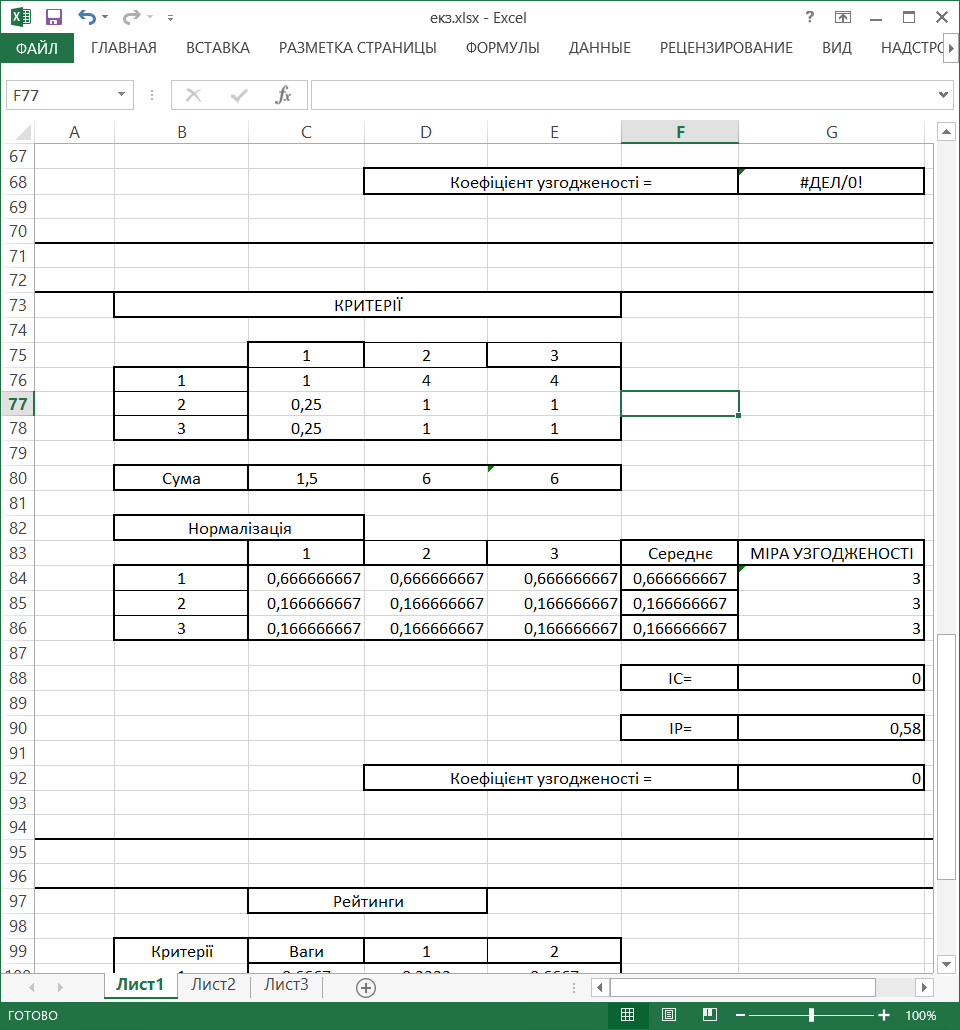 екз.xlsx - Excel
ФАЙЛ ГЛАВНАЯ ВСТАВКА РАЗМЕТКА СТРАНИЦЫ ФОРМУЛЫ ДАННЫЕ РЕЦЕНЗИРОВАНИЕ ВИД НАДСТРО
F77 fx
A B C D E F G
67
68 Коефіцієнт узгодженості = #ДЕЛ/0!
69
70
71
72
73 КРИТЕРІЇ
74
75 1 2 3
76 1 1 4 4
77 2 0,25 1 1
78 3 0,25 1 1
79
80 Сума 1,5 6 6
81
82 Нормалізація
83 1 2 3 Середнє МІРА УЗГОДЖЕНОСТІ
84 1 0,666666667 0,666666667 0,666666667 0,666666667 3
85 2 0,166666667 0,166666667 0,166666667 0,166666667 3
86 3 0,166666667 0,166666667 0,166666667 0,166666667 3
87
88 ІС= 0
89
90 ІР= 0,58
91
92 Коефіцієнт узгодженості = 0
93
94
95
96
97 Рейтинги
98
99 Критерії Ваги 1 2
Лист1 Лист2 Лист3
ГОТОВО 100%